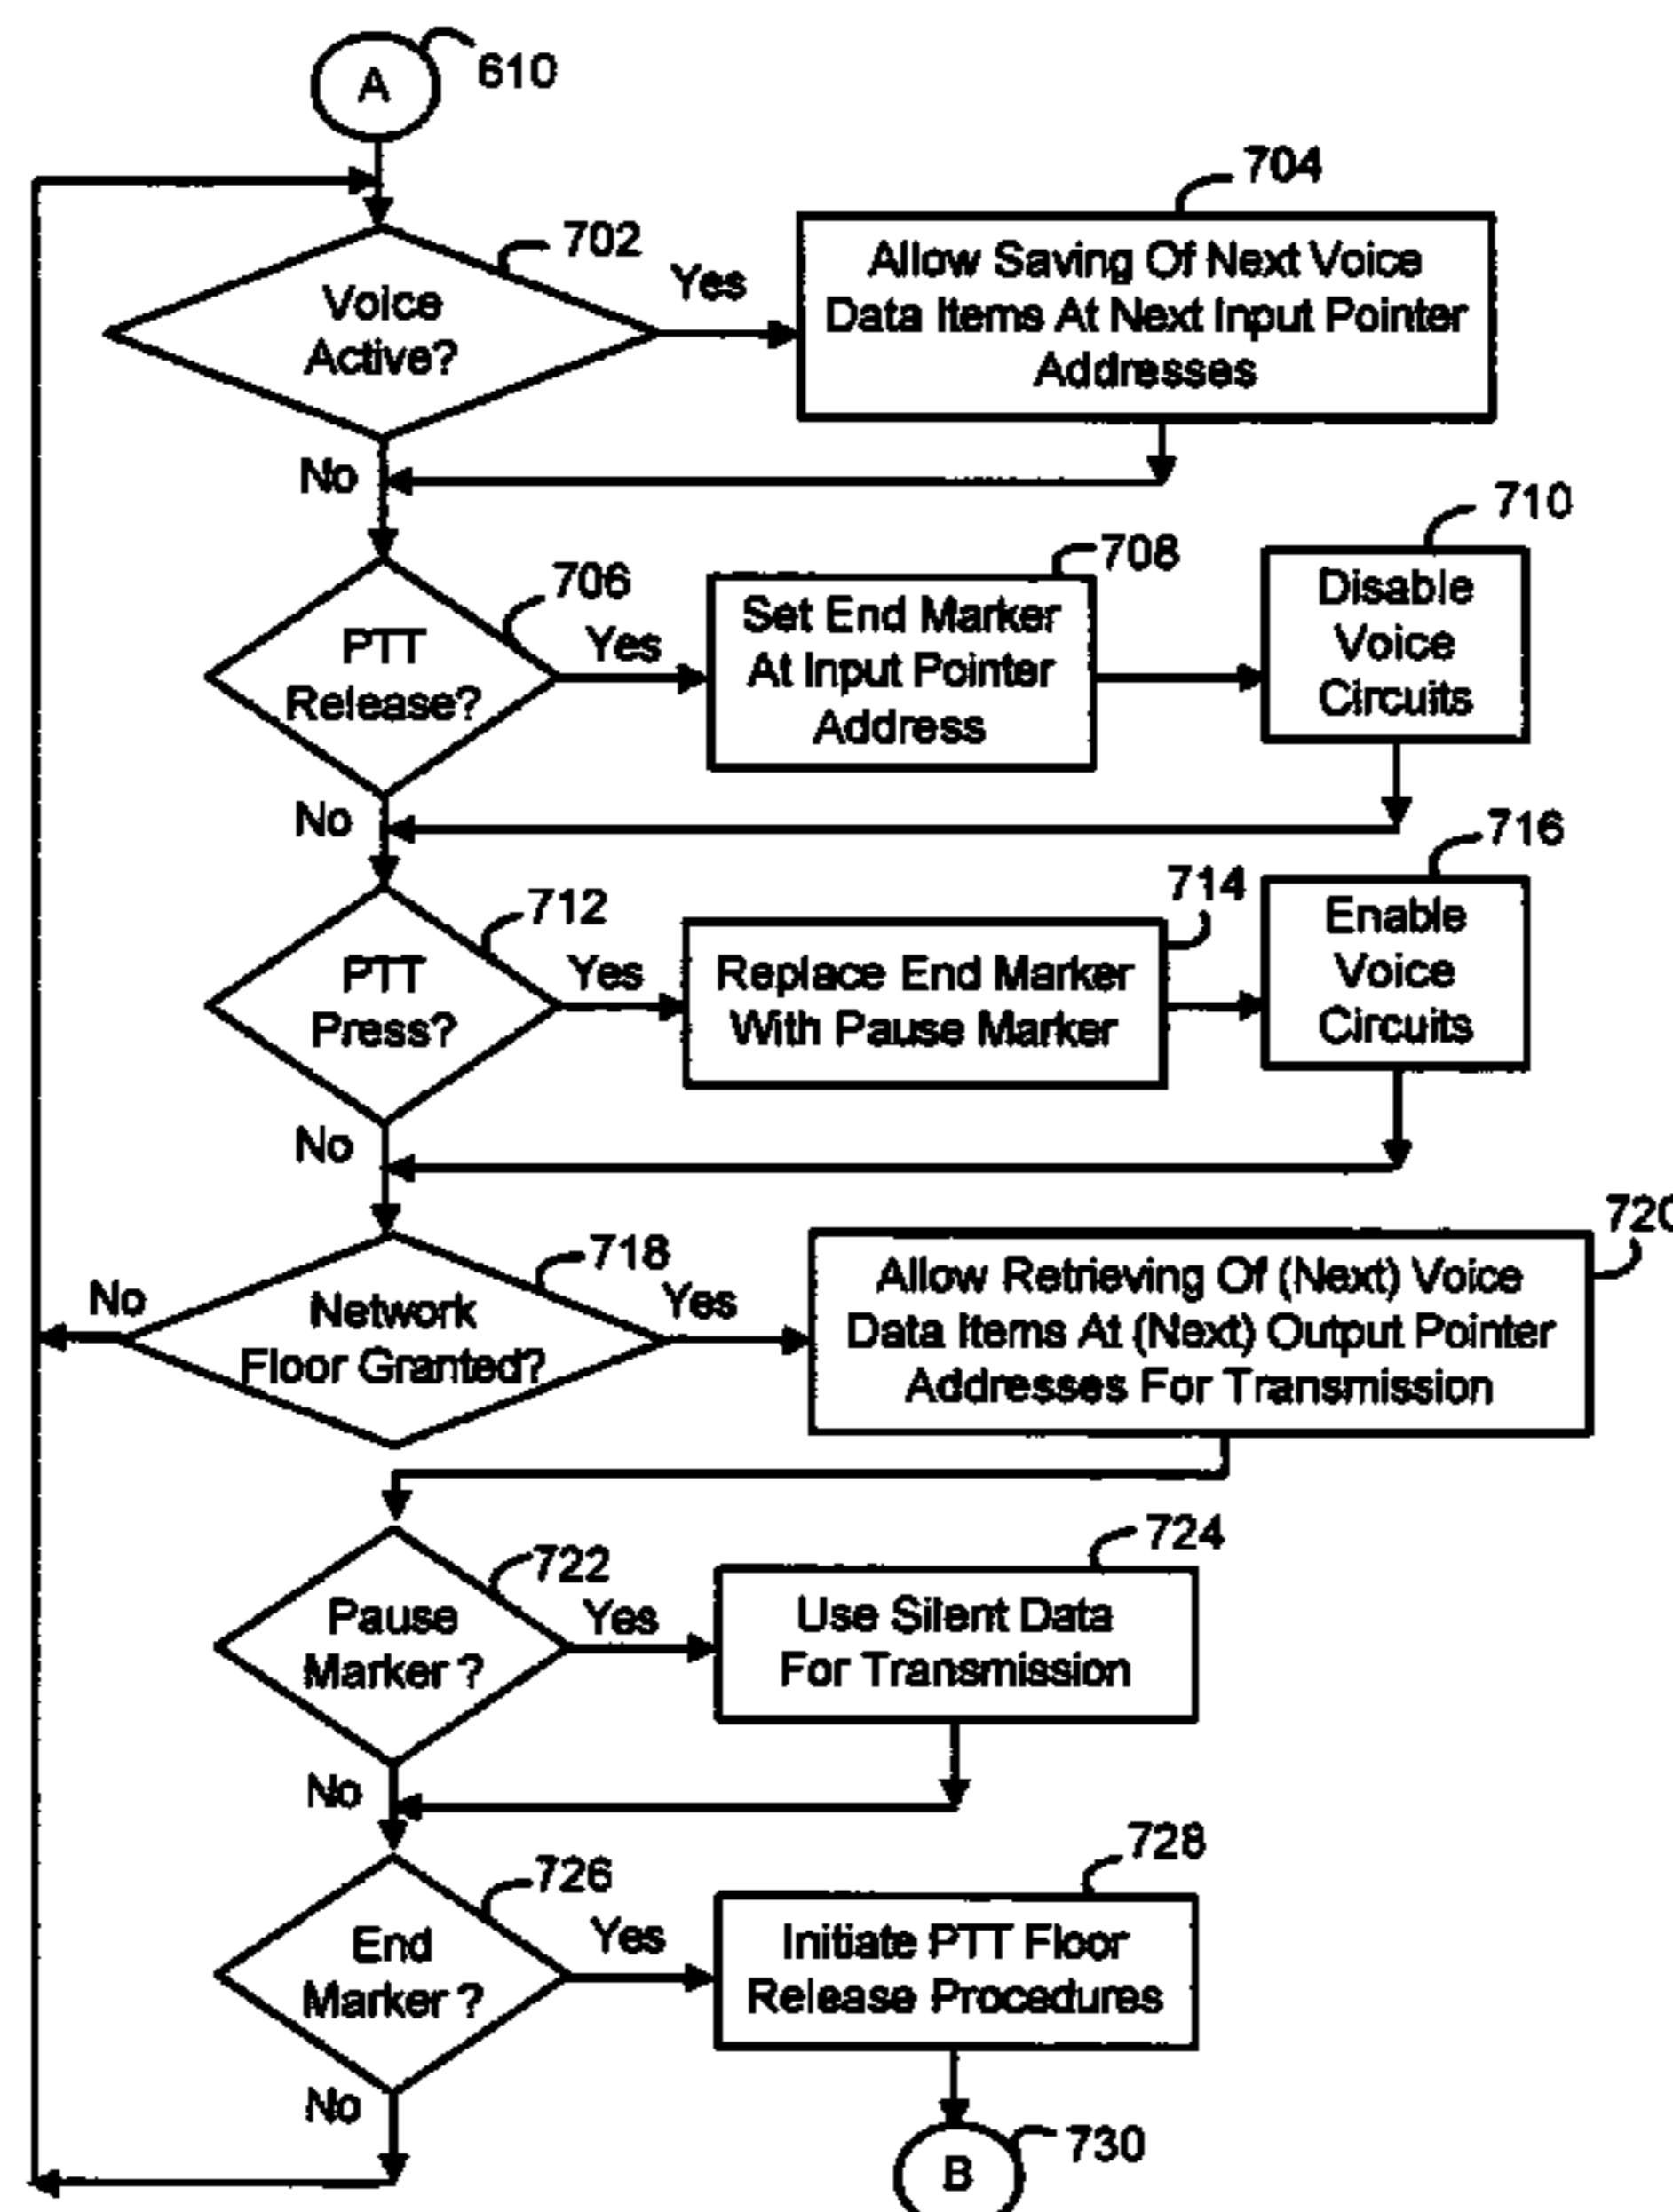 A
610
702
Voice
Active?
Yes
704
Allow Saving Of Next Voice
Data Items At Next Input Pointer
Addresses
No
706
PTT
Release?
Yes
708
Set End Marker
At Input Pointer
Address
710
Disable
Voice
Circuits
No
712
PTT
Press?
Yes
714
Replace End Marker
With Pause Marker
716
Enable
Voice
Circuits
No
718
Network
Floor Granted?
No
Yes
720
Allow Retrieving Of (Next) Voice
Data Items At (Next) Output Pointer
Addresses For Transmission
722
Pause
Marker ?
Yes
724
Use Silent Data
For Transmission
No
726
End
Marker ?
Yes
728
Initiate PTT Floor
Release Procedures
No
B
730